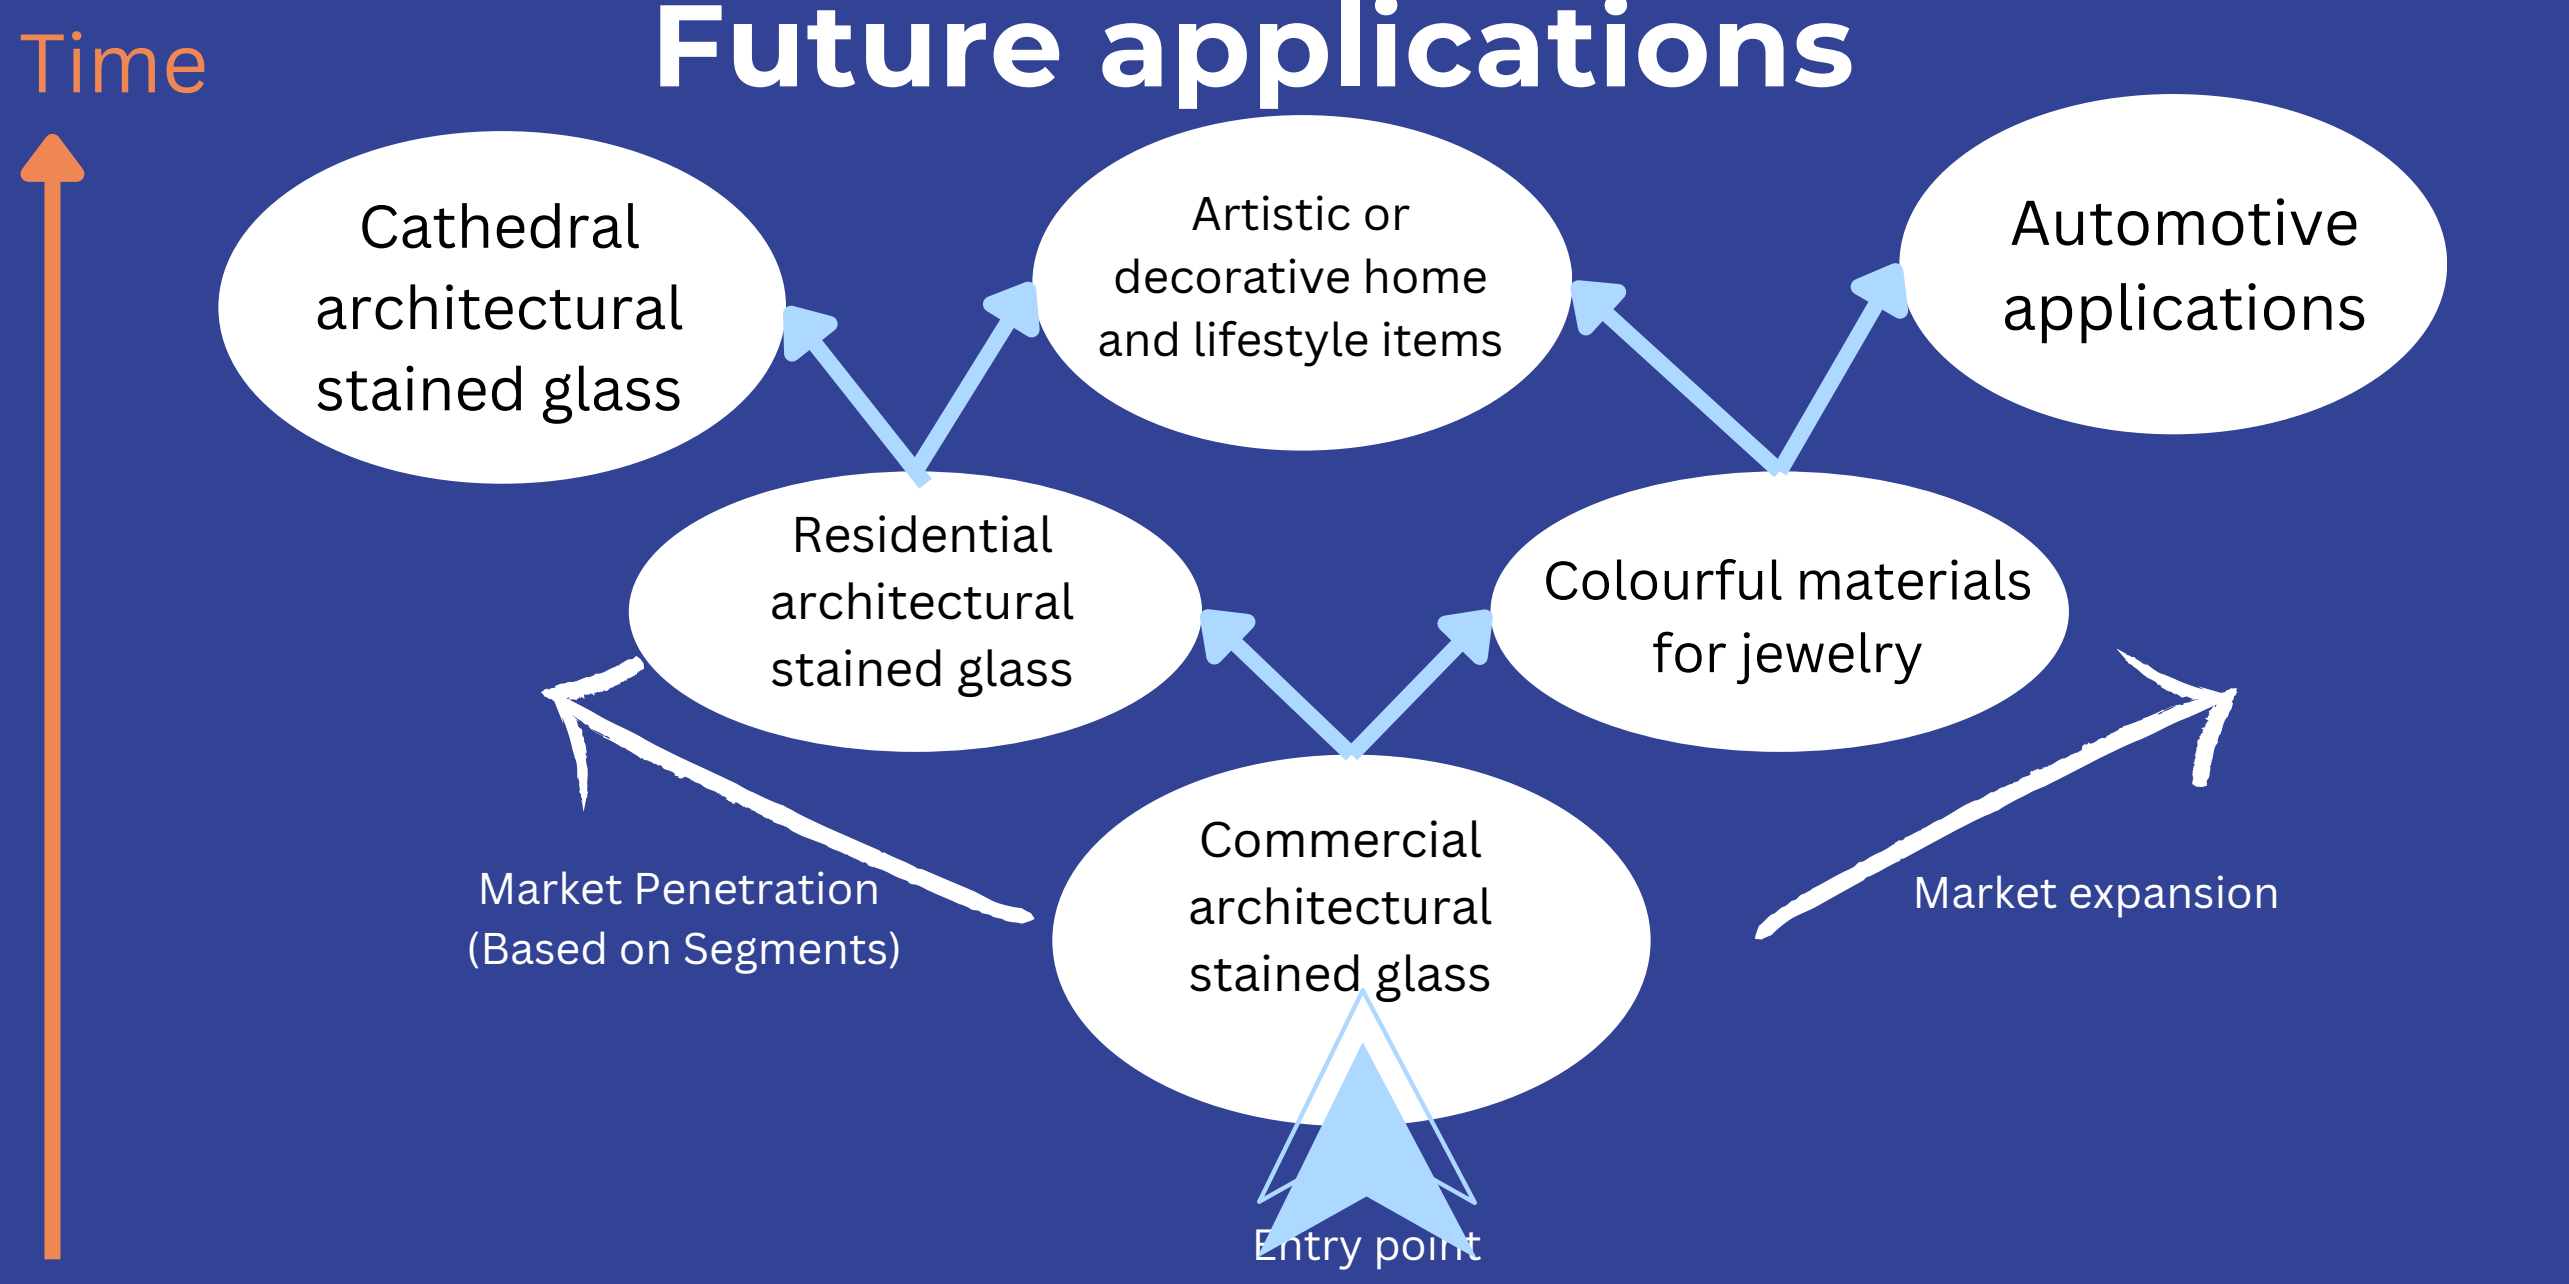 Future applications
Time
Cathedral
architectural
stained glass
Artistic or
decorative home
and lifestyle items
Automotive
applications
Residential
architectural
stained glass
Colourful materials
for jewelry
Commercial
architectural
stained glass
Market Penetration
(Based on Segments)
Market expansion
Entry point